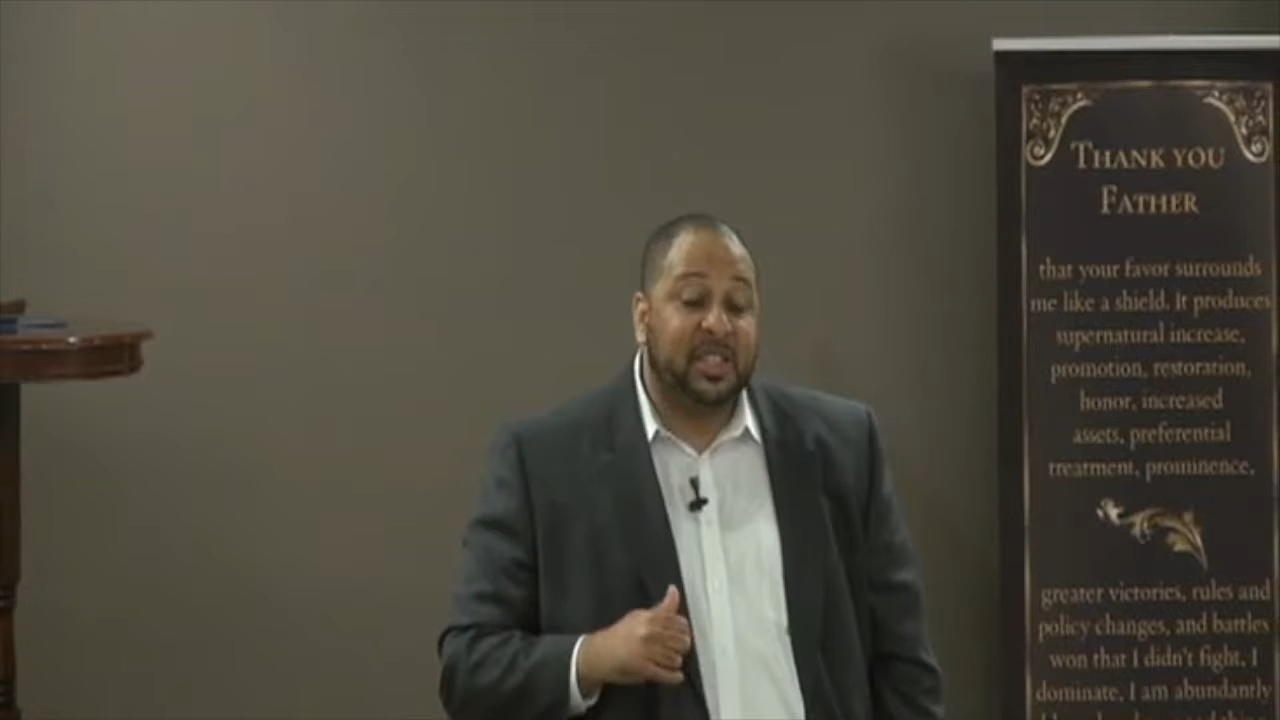 THANK YOU
FATHER
that your favor surrounds
me like a shield. It produces
supernatural increase,
promotion, restoration,
honor, increased
assets, preferential
treatment, prominence,
greater victories, rules and
policy changes, and battles
won that I didn't fight. I
dominate. I am abundantly